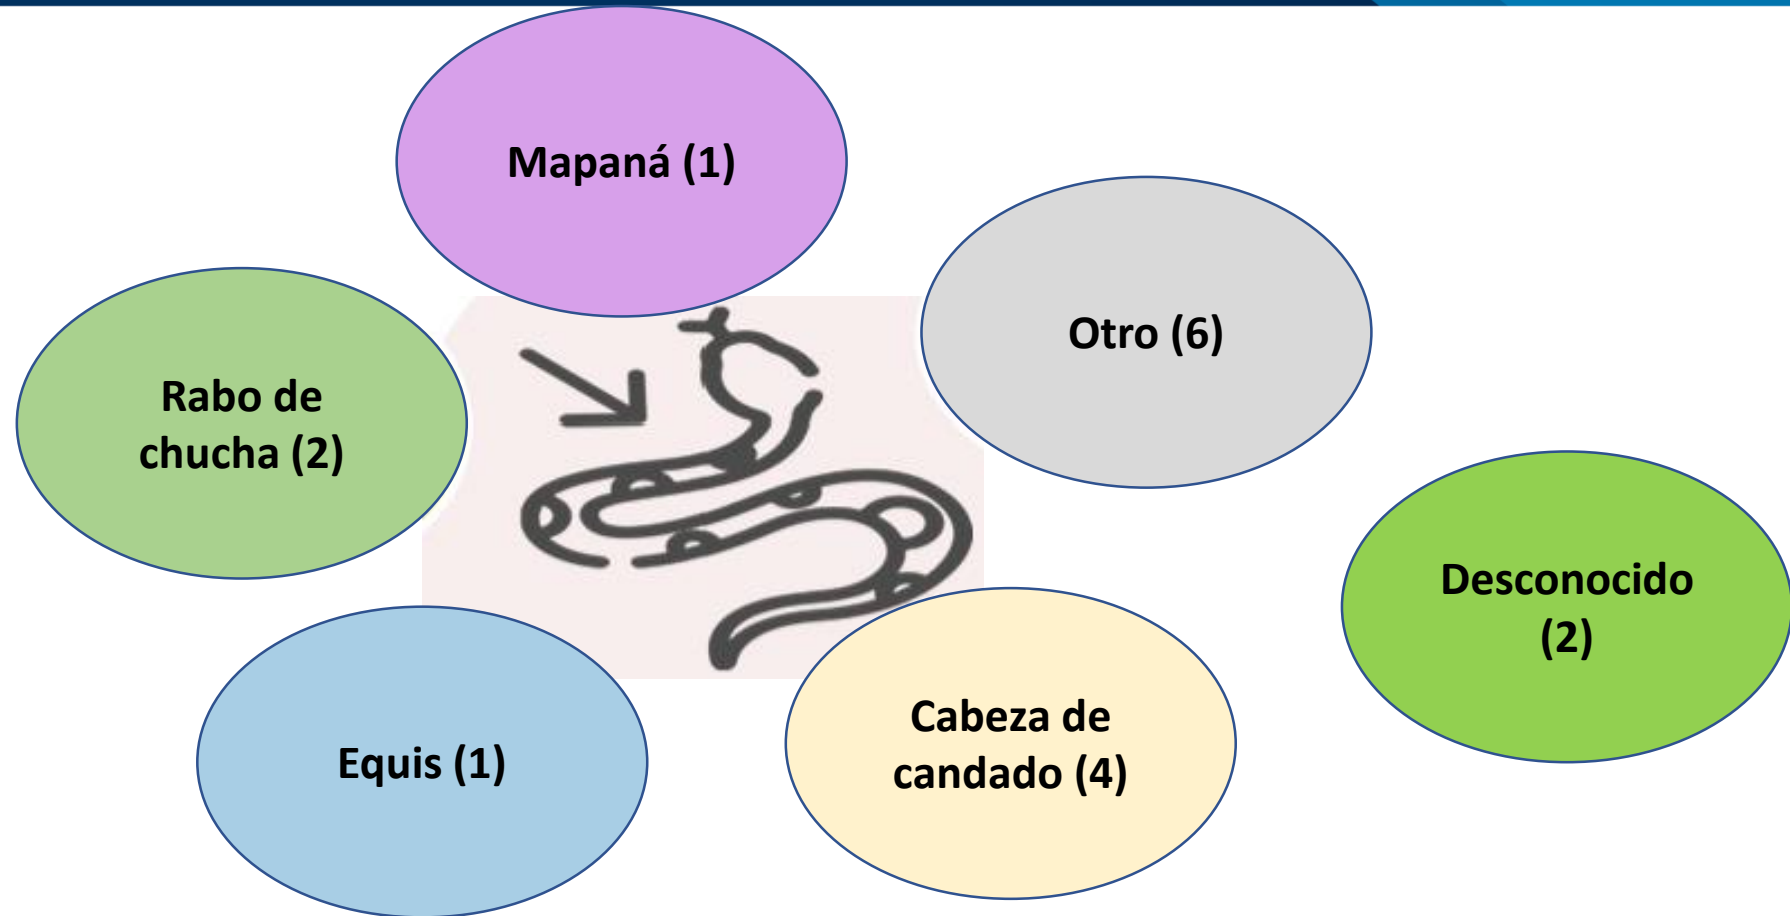 Mapaná (1)
Otro (6)
Rabo de
chucha (2)
Desconocido
(2)
Equis (1)
Cabeza de
candado (4)